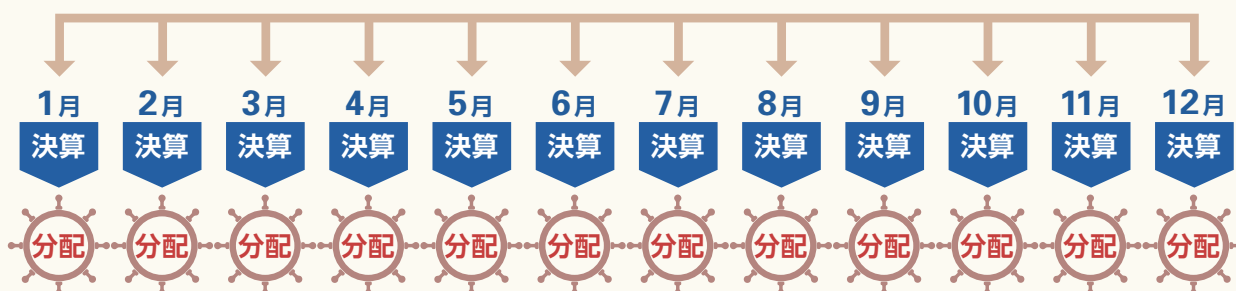 1月 2月 3月 4月 5月 6月 7月 8月 9月 10月 11月 12月
決算 決算 決算 決算 決算 決算 決算 決算 決算 決算 決算 決算
分配 分配 分配 分配 分配 分配 分配 分配 分配 分配 分配 分配